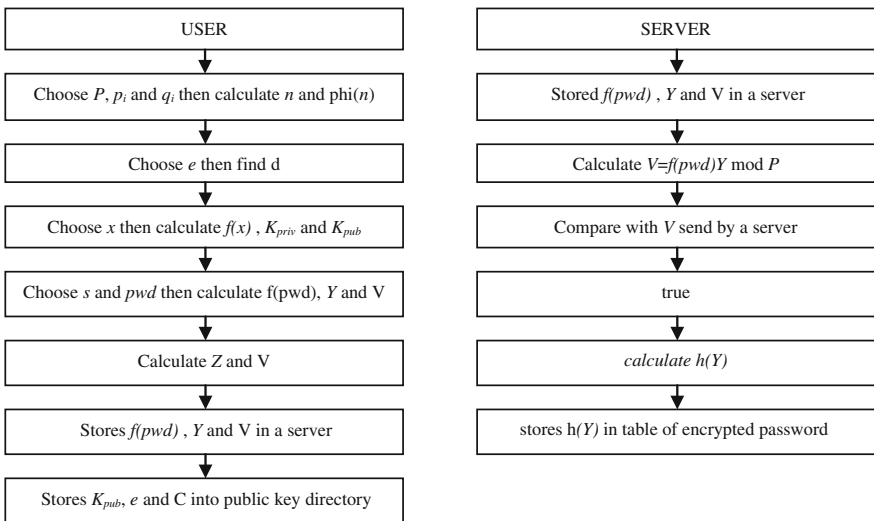 USER
Choose P, pi and qi then calculate n and phi(n)
Choose e then find d
Choose x then calculate f(x) , Kpriv and Kpub
Choose s and pwd then calculate f(pwd), Y and V
Calculate Z and V
Stores f(pwd) , Y and V in a server
Stores Kpub, e and C into public key directory
SERVER
Stored f(pwd) , Y and V in a server
Calculate V=f(pwd)Y mod P
Compare with V send by a server
true
calculate h(Y)
stores h(Y) in table of encrypted password